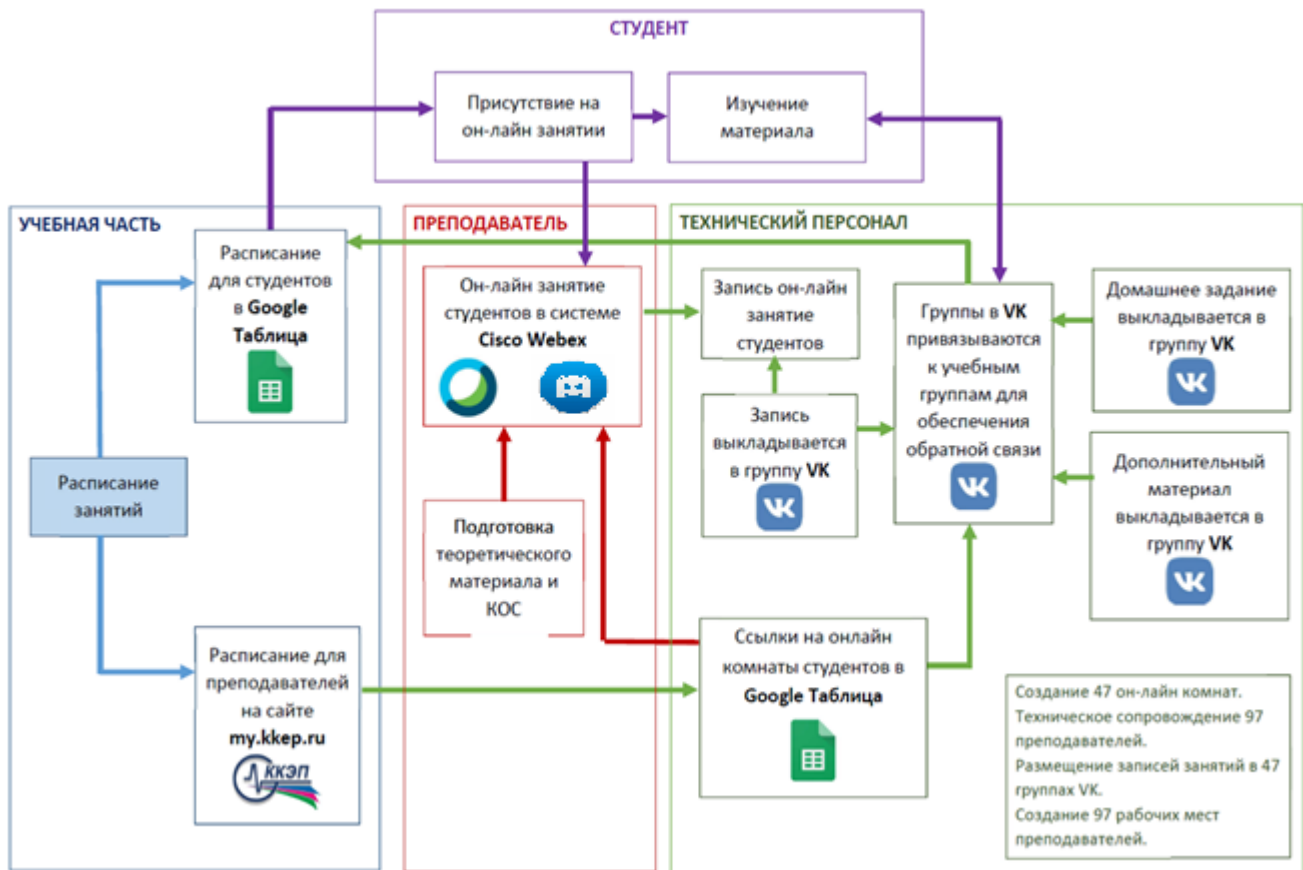 СТУДЕНТ
Присутствие на
он-лайн занятии
Изучение
материала
УЧЕБНАЯ ЧАСТЬ
Расписание
для студентов
в Google
Таблица
Расписание
занятий
Расписание для
преподавателей
на сайте
my.kkep.ru
ККЭП
ПРЕПОДАВАТЕЛЬ
Он-лайн занятие
студентов в системе
Cisco Webex
Подготовка
теоретического
материала и
КОС
ТЕХНИЧЕСКИЙ ПЕРСОНАЛ
Запись он-лайн
занятие
студентов
Запись
выкладывается
в группу VK
VK
Группы в VK
привязываются
к учебным
группам для
обеспечения
обратной связи
VK
Домашнее задание
выкладывается в
группу VK
VK
Дополнительный
материал
выкладывается в
группу VK
VK
Ссылки на онлайн
комнаты студентов в
Google Таблица
Создание 47 он-лайн комнат.
Техническое сопровождение 97
преподавателей.
Размещение записей занятий в 47
группах VK.
Создание 97 рабочих мест
преподавателей.